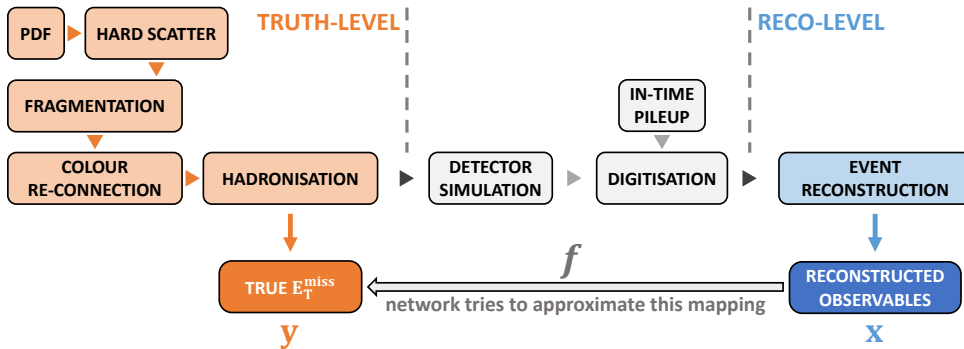 TRUTH-LEVEL
RECO-LEVEL
PDF
HARD SCATTER
FRAGMENTATION
IN-TIME
PILEUP
COLOUR
RE-CONNECTION
HADRONISATION
DETECTOR
SIMULATION
DIGITISATION
EVENT
RECONSTRUCTION
TRUE E_T^miss
f
network tries to approximate this mapping
RECONSTRUCTED
OBSERVABLES
y
x